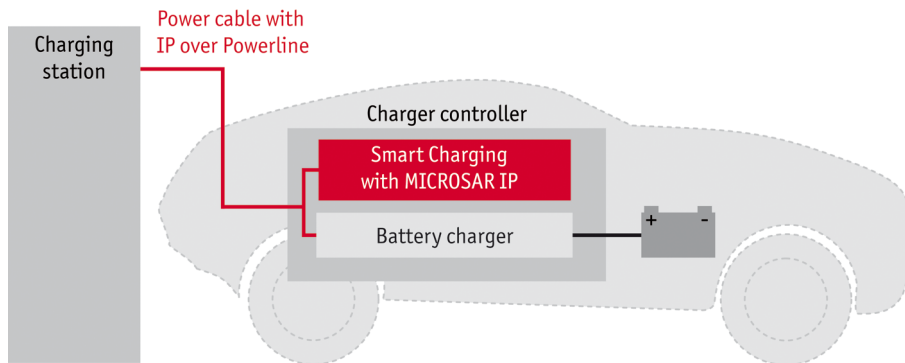 Power cable with
IP over Powerline
Charging
station
Charger controller
Smart Charging
with MICROSAR IP
Battery charger
+ -